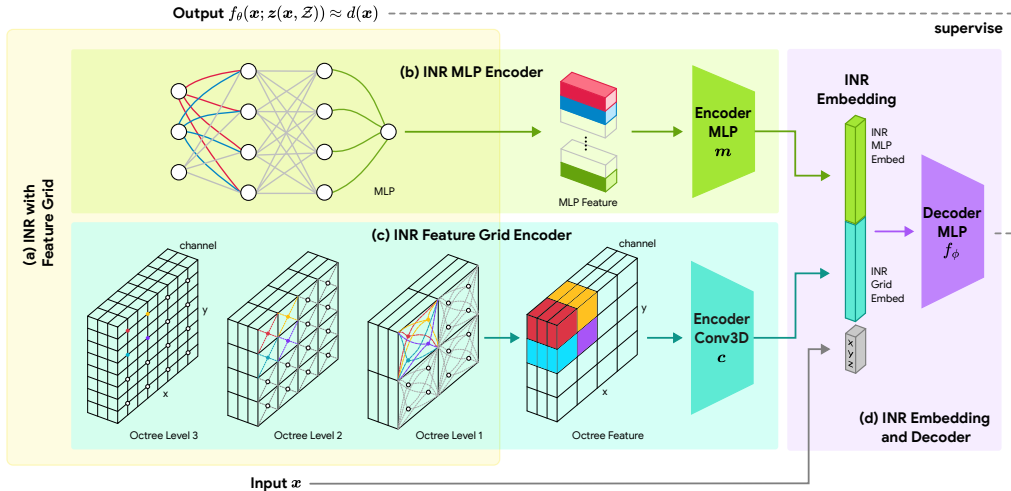 Output $f_\theta(\boldsymbol{x}; \boldsymbol{z}(\boldsymbol{x}, \mathcal{Z})) \approx d(\boldsymbol{x})$
supervise
(a) INR with
Feature Grid
(b) INR MLP Encoder
MLP
MLP Feature
Encoder
MLP
m
INR
Embedding
INR
MLP
Embed
Decoder
MLP
$f_\phi$
(c) INR Feature Grid Encoder
channel
y
x
Octree Level 3
Octree Level 2
Octree Level 1
channel
y
x
Octree Feature
Encoder
Conv3D
c
INR
Grid
Embed
x
y
z
(d) INR Embedding
and Decoder
Input x